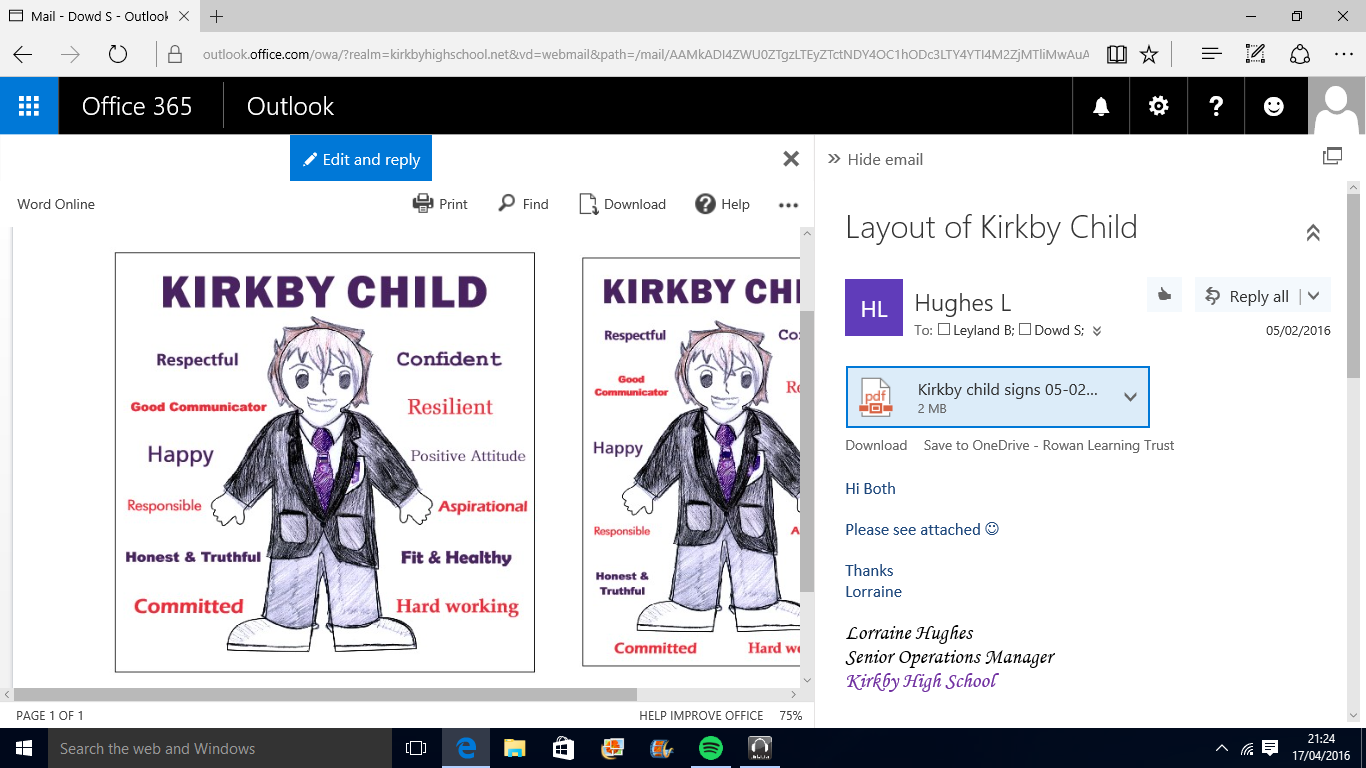 Mail - Dowd S - Outlook
outlook.office.com/owa/?realm=kirkbyhighschool.net&vd=webmail&path=/mail/AAMkADI4ZWU0ZTgzLTEyZTctNDY4OC1hODc3LTY4YTI4M2ZjMTliMwAuA
Office 365 Outlook
Edit and reply
Hide email
Word Online Print Find Download Help
Layout of Kirkby Child
KIRKBY CHILD
Respectful
Confident
Good Communicator
Resilient
Happy
Positive Attitude
Responsible
Aspirational
Honest & Truthful
Fit & Healthy
Committed
Hard working
KIRKBY CHI
Respectful
Co
Good
Communicator
Re
Happy
Responsible
A
Honest &
Truthful
Committed
Hard w
HL
Hughes L
Reply all
To: Leyland B; Dowd S;
05/02/2016
pdf
Kirkby child signs 05-02...
2 MB
Download Save to OneDrive - Rowan Learning Trust
Hi Both
Please see attached ☺
Thanks
Lorraine
Lorraine Hughes
Senior Operations Manager
Kirkby High School
PAGE 1 OF 1 HELP IMPROVE OFFICE 75%
Search the web and Windows
21:24
17/04/2016